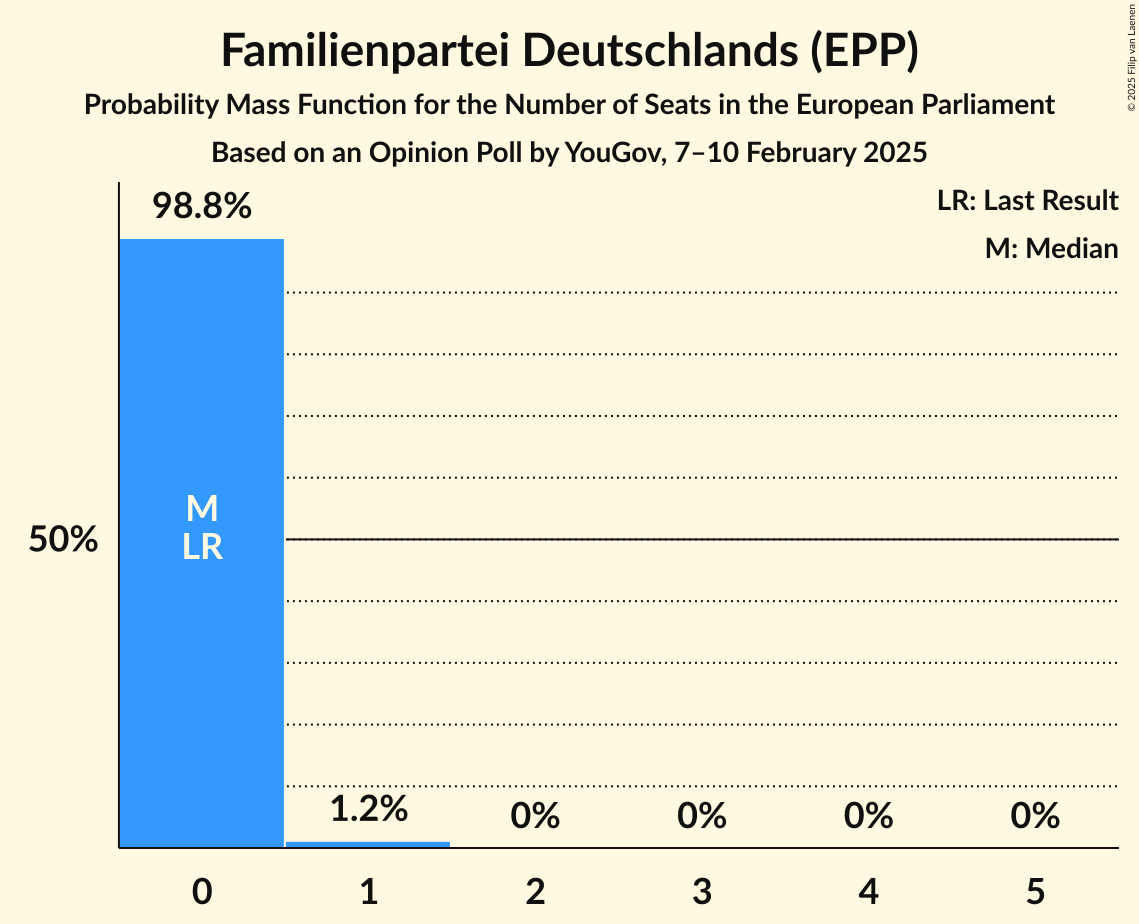 Familienpartei Deutschlands (EPP)
Probability Mass Function for the Number of Seats in the European Parliament
Based on an Opinion Poll by YouGov, 7–10 February 2025
© 2025 Filip van Laenen
LR: Last Result
M: Median
98.8%
M
LR
50%
1.2%
0%
0%
0%
0%
0
1
2
3
4
5